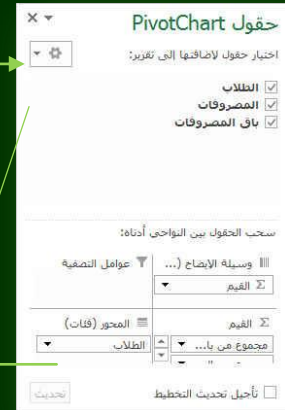 حقول PivotChart
اختيار حقول لإضافتها إلى تقرير:
الطلاب
المصروفات
باق المصروفات
سحب الحقول بين النواحي أدناه:
وسيلة الإيضاح (...
عوامل التصفية
Σ القيم
Σ القيم
المحور (فئات)
مجموع من با...
الطلاب
تأجيل تحديث التخطيط
تحديث